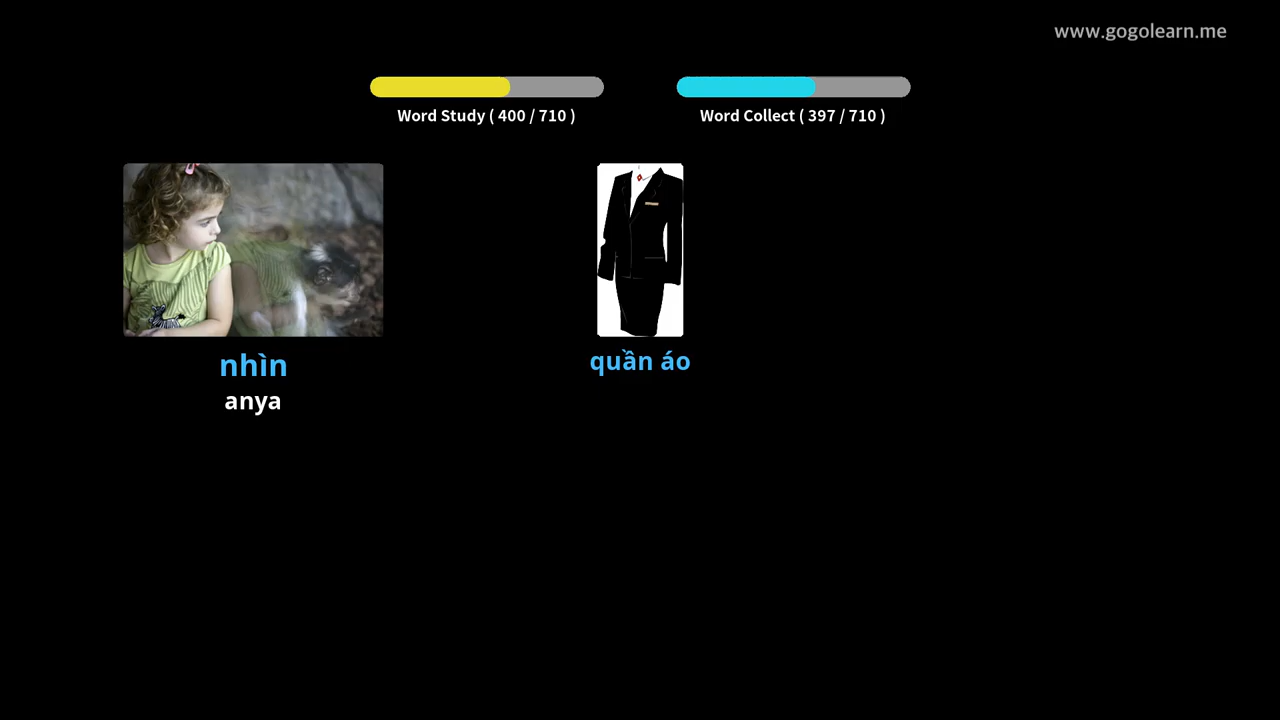 www.gogolearn.me
Word Study ( 400 / 710 )
Word Collect ( 397 / 710 )
nhìn
anya
quần áo